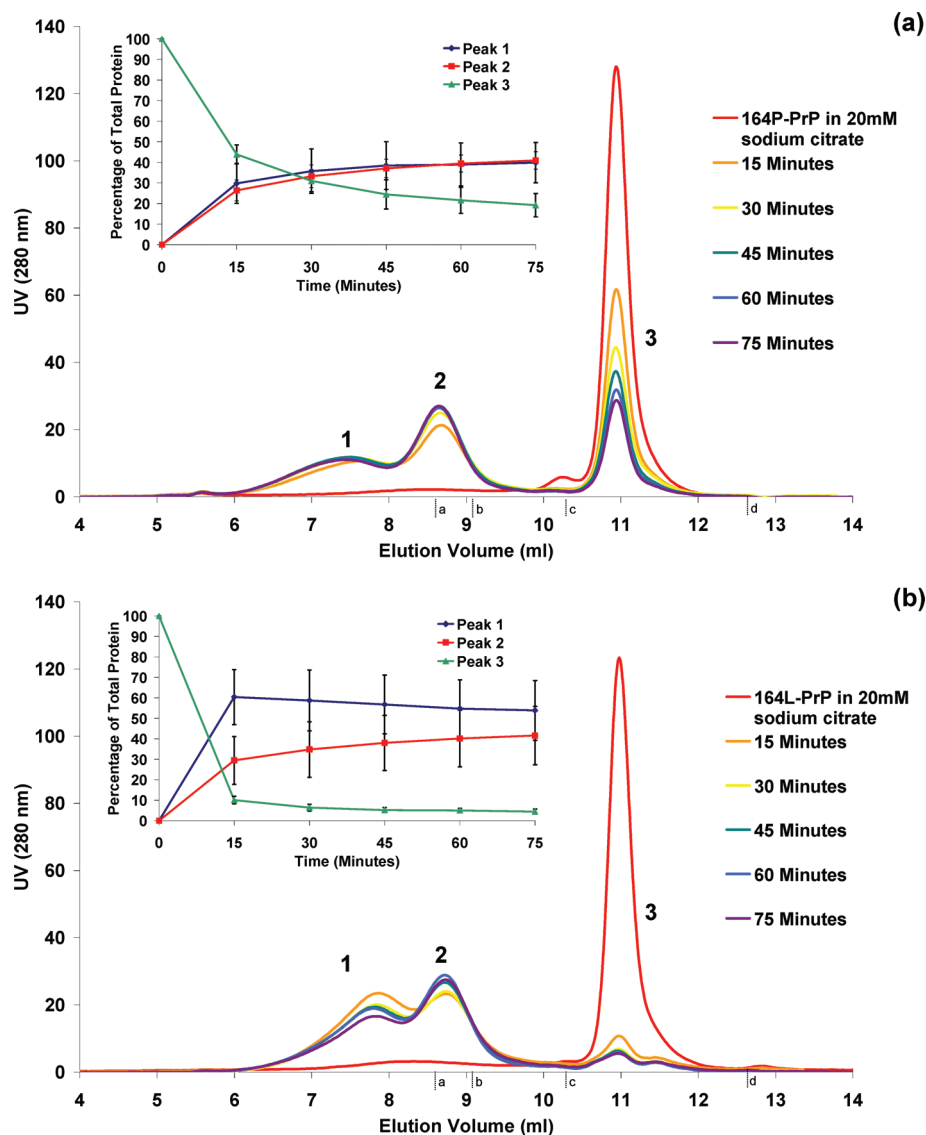 (a)
140
120
100
80
60
40
20
0
UV (280 nm)
4 5 6 7 8 9 10 11 12 13 14
a b c d
Elution Volume (ml)
1
2
3
100
90
80
70
60
50
40
30
20
10
0
Percentage of Total Protein
0 15 30 45 60 75
Time (Minutes)
Peak 1
Peak 2
Peak 3
164P-PrP in 20mM
sodium citrate
15 Minutes
30 Minutes
45 Minutes
60 Minutes
75 Minutes
(b)
140
120
100
80
60
40
20
0
UV (280 nm)
4 5 6 7 8 9 10 11 12 13 14
a b c d
Elution Volume (ml)
1
2
3
100
90
80
70
60
50
40
30
20
10
0
Percentage of Total Protein
0 15 30 45 60 75
Time (Minutes)
Peak 1
Peak 2
Peak 3
164L-PrP in 20mM
sodium citrate
15 Minutes
30 Minutes
45 Minutes
60 Minutes
75 Minutes